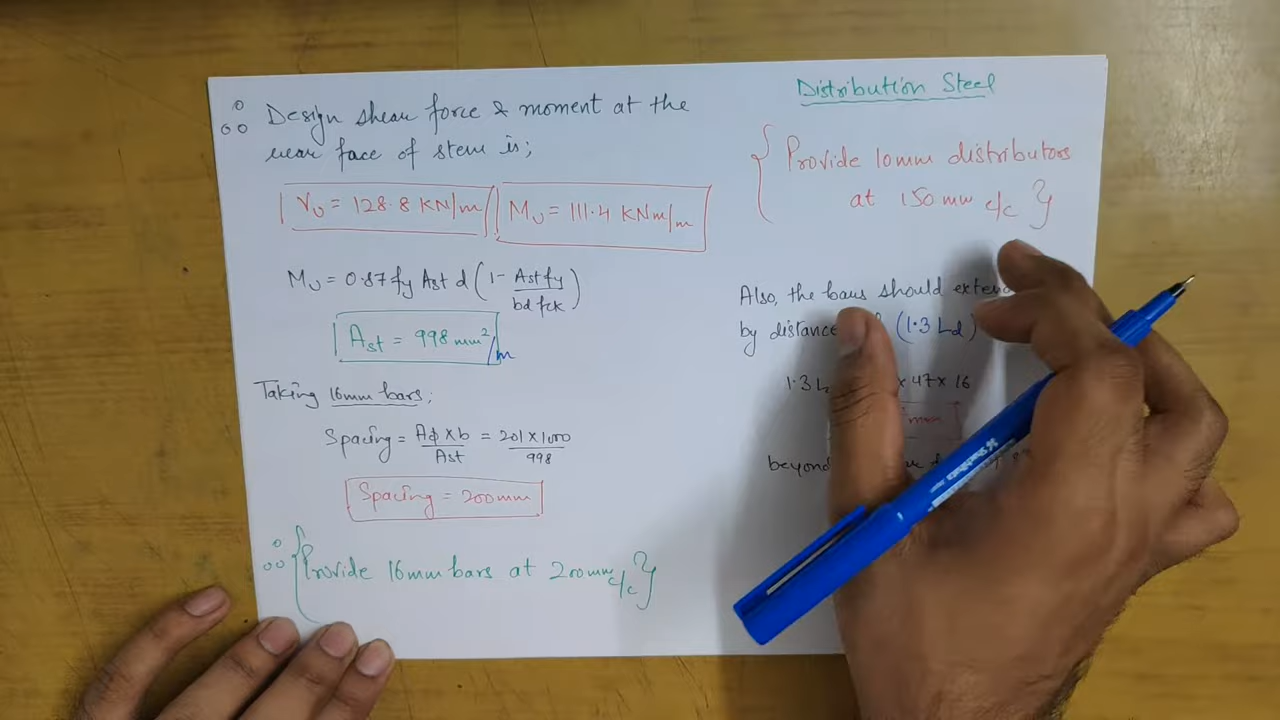 ∴ Design shear force & moment at the
rear face of stem is;
Vu = 128.8 KN/m Mu = 111.4 KNm/m
Mu = 0.87 fy Ast d (1 - Ast fy / bd fck)
Ast = 998 mm²/m
Taking 16mm bars;
Spacing = Aφ x b / Ast = 201 x 1000 / 998
Spacing = 200mm
∴ {Provide 16mm bars at 200mm c/c}
Distribution Steel
{Provide 10mm distributors
at 150mm c/c}
Also, the bars should
by distance (1.3 Ld)
1.3 x 47 x 16
mm
beyond